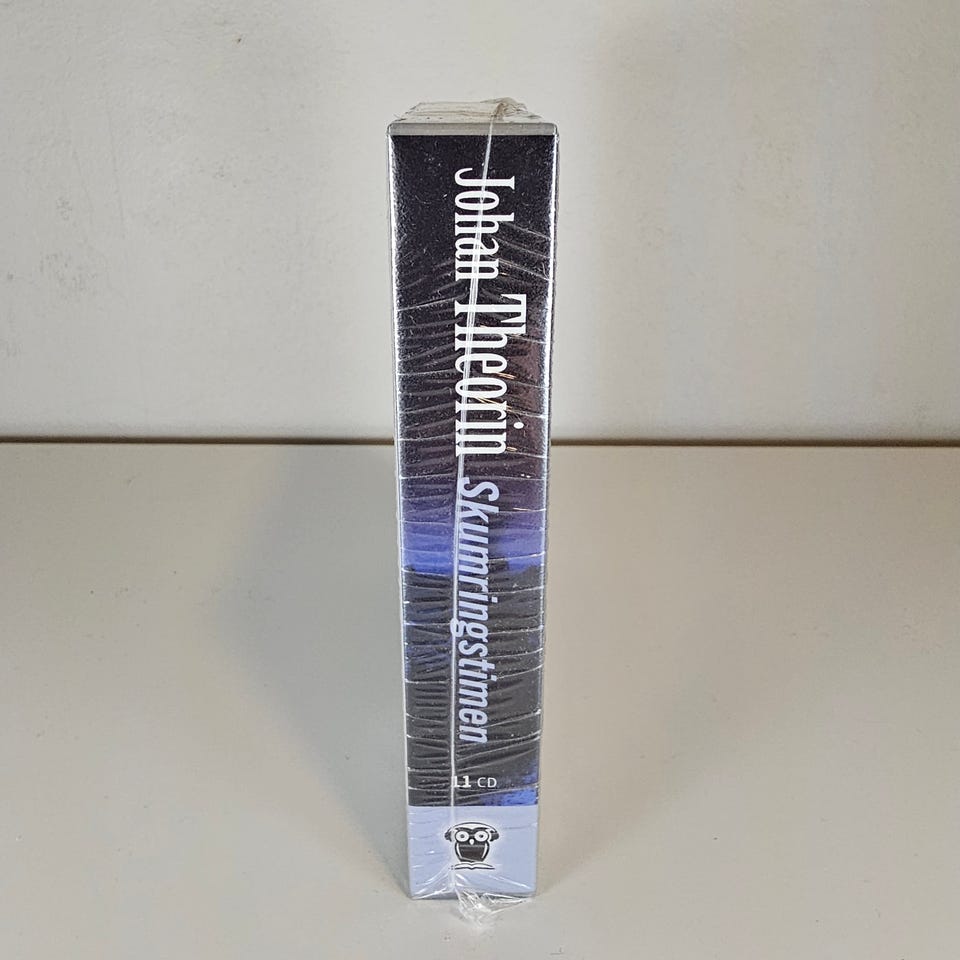 Johan Theorin Skumringstimen
11 CD